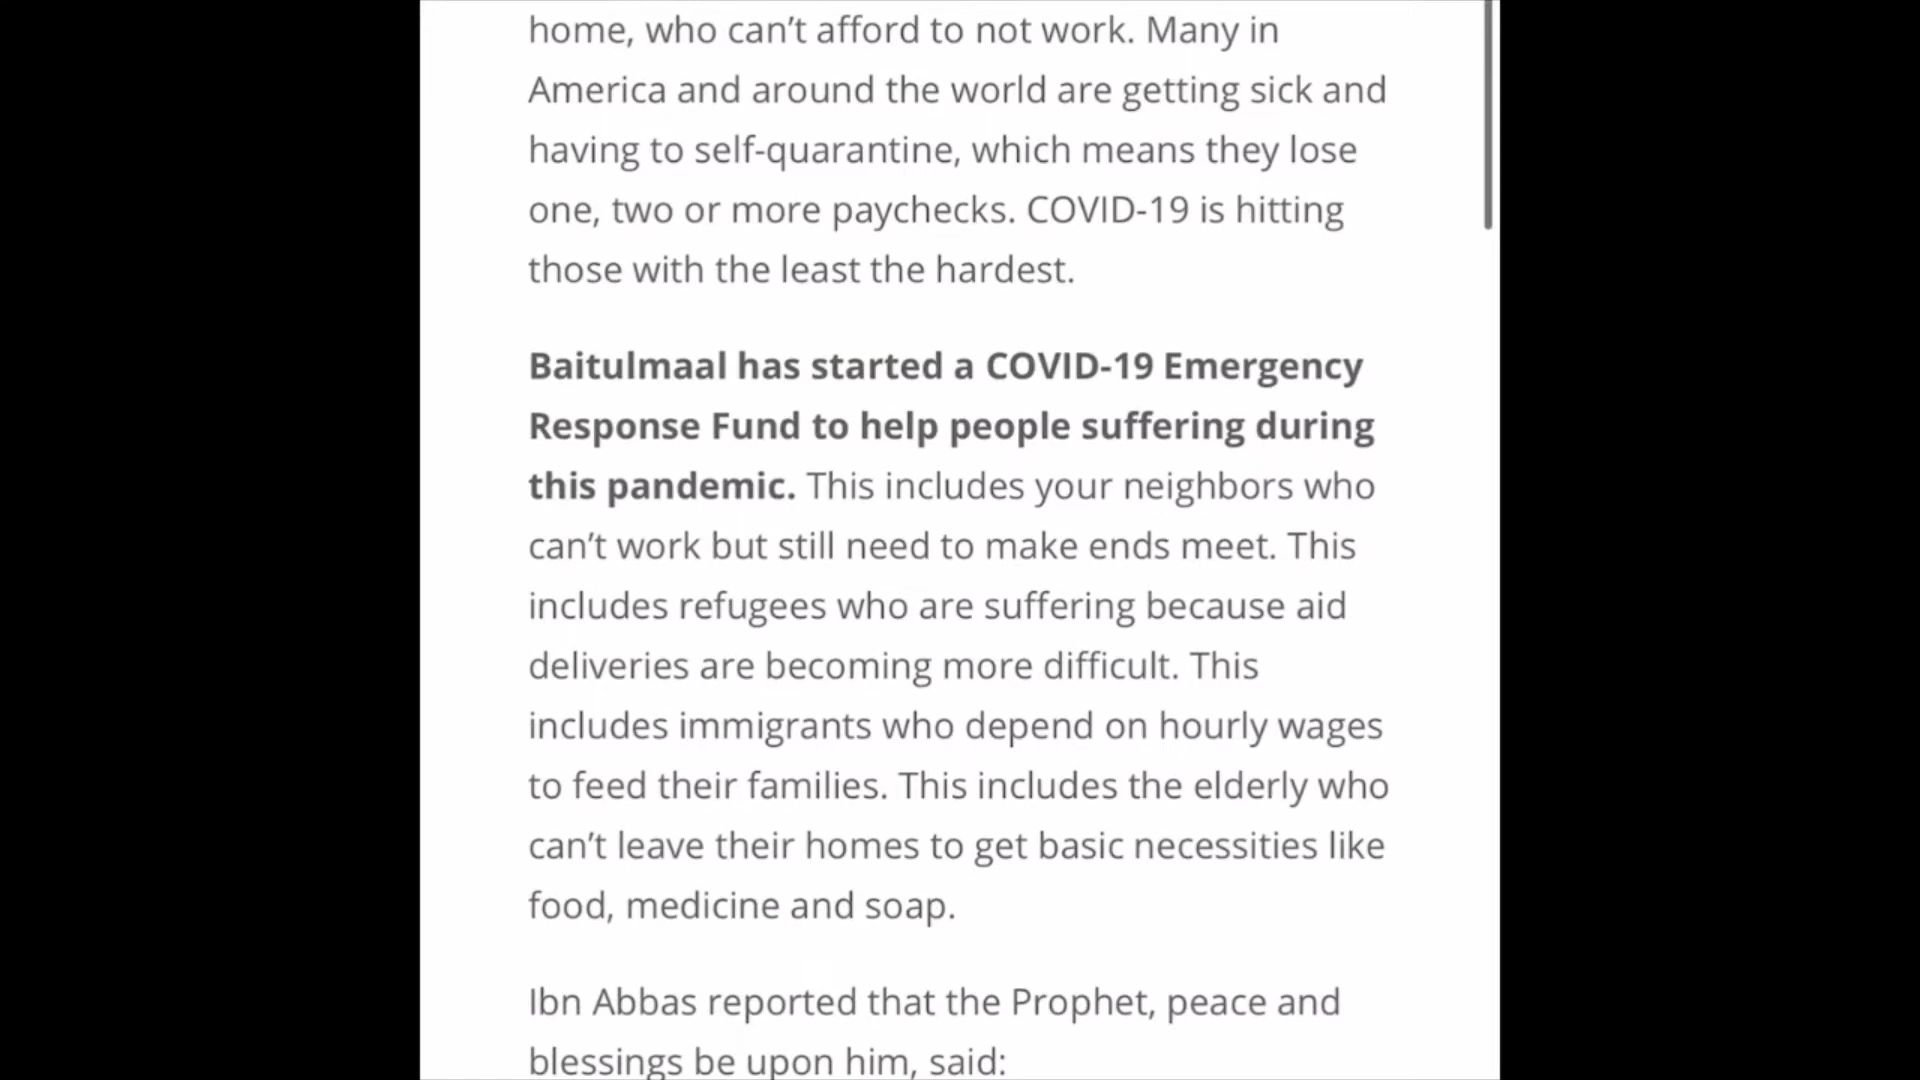 home, who can’t afford to not work. Many in
America and around the world are getting sick and
having to self-quarantine, which means they lose
one, two or more paychecks. COVID-19 is hitting
those with the least the hardest.
Baitulmaal has started a COVID-19 Emergency
Response Fund to help people suffering during
this pandemic. This includes your neighbors who
can’t work but still need to make ends meet. This
includes refugees who are suffering because aid
deliveries are becoming more difficult. This
includes immigrants who depend on hourly wages
to feed their families. This includes the elderly who
can’t leave their homes to get basic necessities like
food, medicine and soap.
Ibn Abbas reported that the Prophet, peace and
blessings be upon him, said: